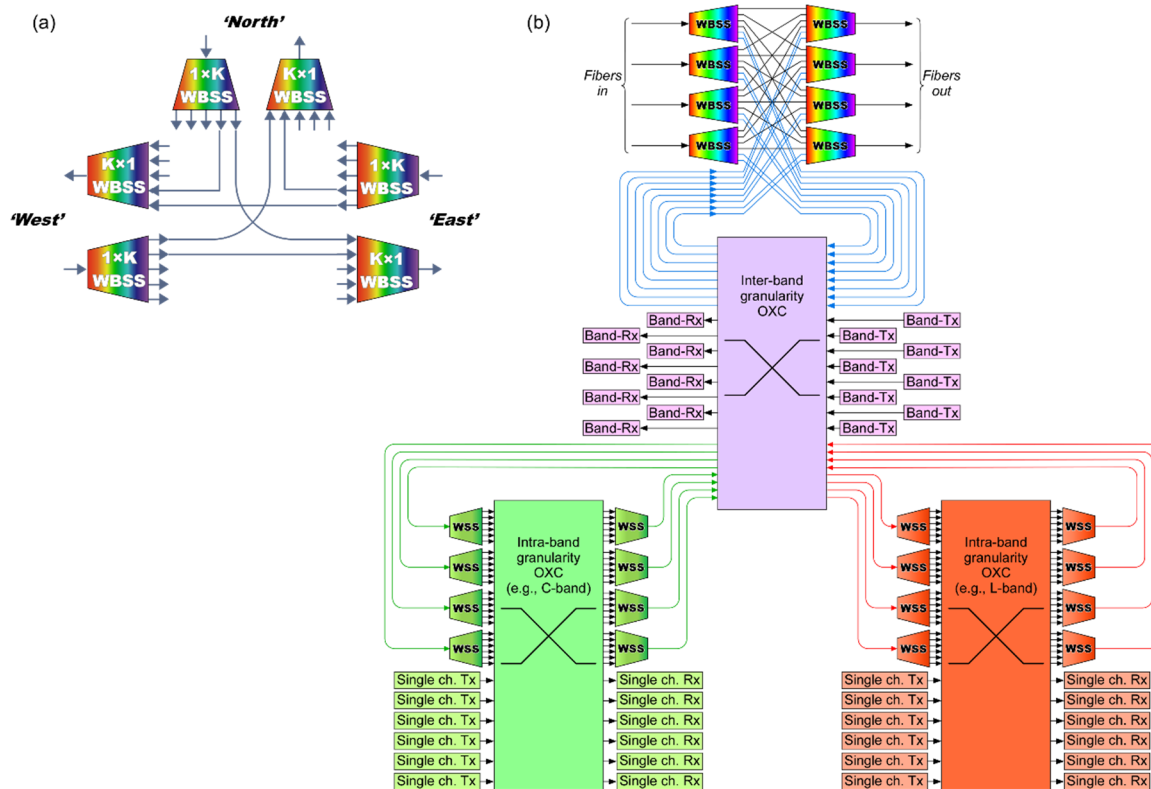 (a)
'North'
1×K
WBSS
K×1
WBSS
K×1
WBSS
1×K
WBSS
'West'
'East'
1×K
WBSS
K×1
WBSS
(b)
WBSS
WBSS
WBSS
WBSS
WBSS
WBSS
WBSS
WBSS
Fibers
in
Fibers
out
Inter-band
granularity
OXC
Band-Rx
Band-Tx
Band-Rx
Band-Tx
Band-Rx
Band-Tx
Band-Rx
Band-Tx
Band-Rx
Band-Tx
Band-Rx
Band-Tx
Band-Rx
Band-Tx
Band-Rx
Band-Tx
WSS
WSS
WSS
WSS
Intra-band
granularity
OXC
(e.g., C-band)
WSS
WSS
WSS
WSS
Single ch. Tx
Single ch. Rx
Single ch. Tx
Single ch. Rx
Single ch. Tx
Single ch. Rx
Single ch. Tx
Single ch. Rx
Single ch. Tx
Single ch. Rx
Single ch. Tx
Single ch. Rx
WSS
WSS
WSS
WSS
Intra-band
granularity
OXC
(e.g., L-band)
WSS
WSS
WSS
WSS
Single ch. Tx
Single ch. Rx
Single ch. Tx
Single ch. Rx
Single ch. Tx
Single ch. Rx
Single ch. Tx
Single ch. Rx
Single ch. Tx
Single ch. Rx
Single ch. Tx
Single ch. Rx